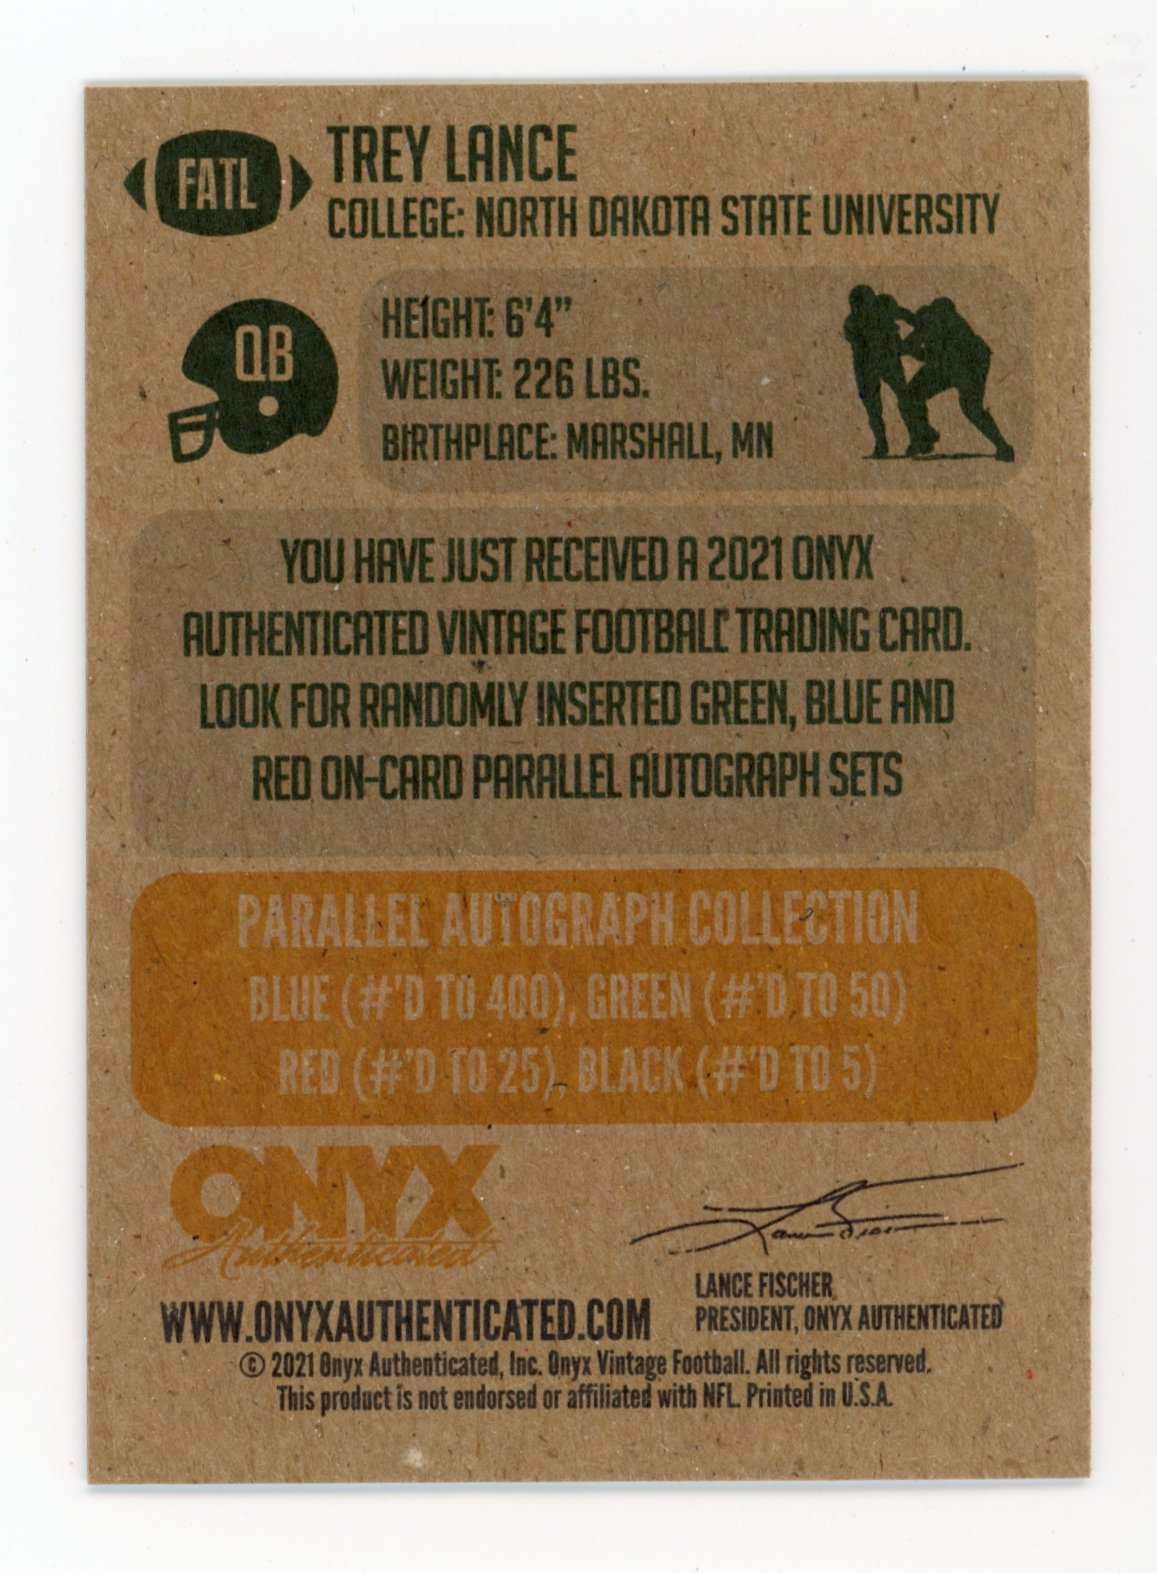 FATL
TREY LANCE
COLLEGE: NORTH DAKOTA STATE UNIVERSITY
QB
HEIGHT: 6'4"
WEIGHT: 226 LBS.
BIRTHPLACE: MARSHALL, MN
YOU HAVE JUST RECEIVED A 2021 ONYX
AUTHENTICATED VINTAGE FOOTBALL TRADING CARD.
LOOK FOR RANDOMLY INSERTED GREEN, BLUE AND
RED ON-CARD PARALLEL AUTOGRAPH SETS
PARALLEL AUTOGRAPH COLLECTION
BLUE (#'D TO 400), GREEN (#'D TO 50)
RED (#'D TO 25), BLACK (#'D TO 5)
ONYX
Authenticated
LANCE FISCHER
PRESIDENT, ONYX AUTHENTICATED
WWW.ONYXAUTHENTICATED.COM
© 2021 Onyx Authenticated, Inc. Onyx Vintage Football. All rights reserved.
This product is not endorsed or affiliated with NFL. Printed in U.S.A.